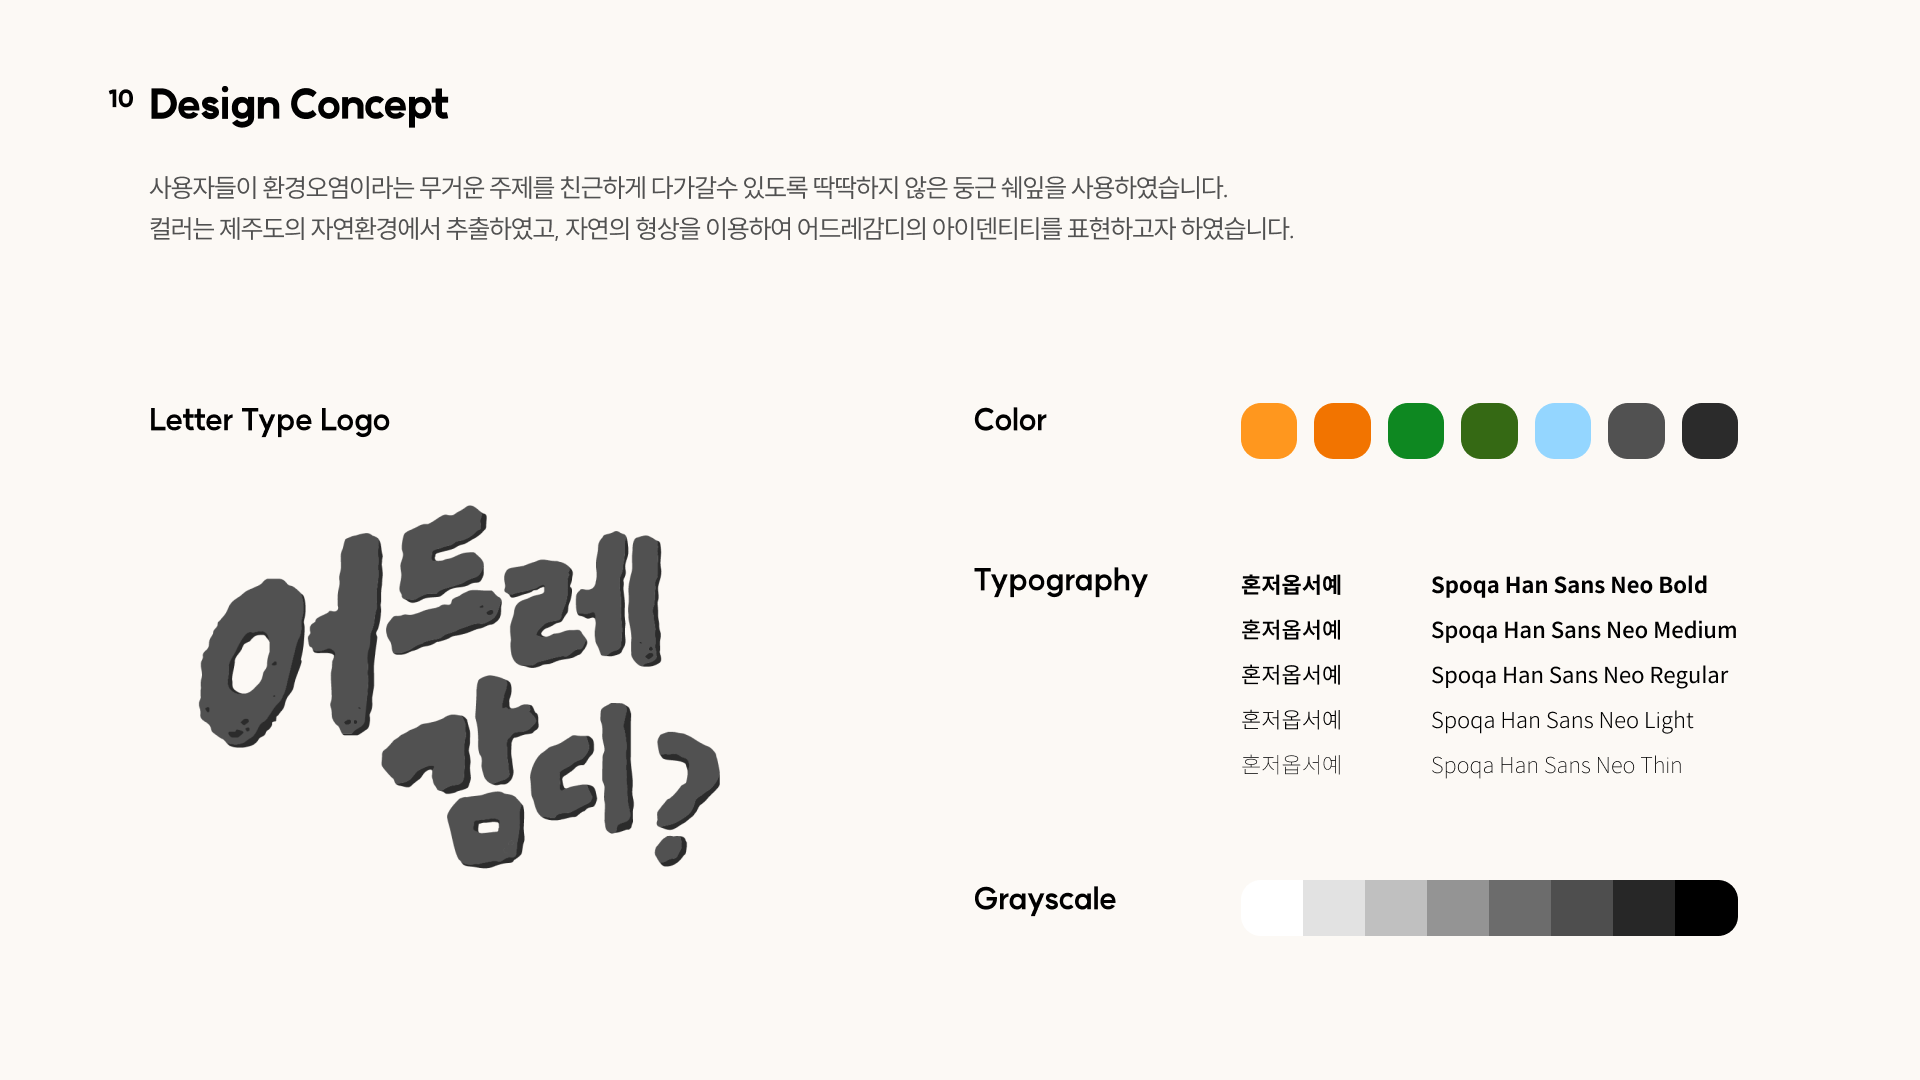 10 Design Concept
사용자들이 환경오염이라는 무거운 주제를 친근하게 다가갈수 있도록 딱딱하지 않은 둥근 쉐잎을 사용하였습니다.
컬러는 제주도의 자연환경에서 추출하였고, 자연의 형상을 이용하여 어드레감디의 아이덴티티를 표현하고자 하였습니다.
Letter Type Logo
어드레
감디?
Color
Typography
혼저옵서예 Spoqa Han Sans Neo Bold
혼저옵서예 Spoqa Han Sans Neo Medium
혼저옵서예 Spoqa Han Sans Neo Regular
혼저옵서예 Spoqa Han Sans Neo Light
혼저옵서예 Spoqa Han Sans Neo Thin
Grayscale